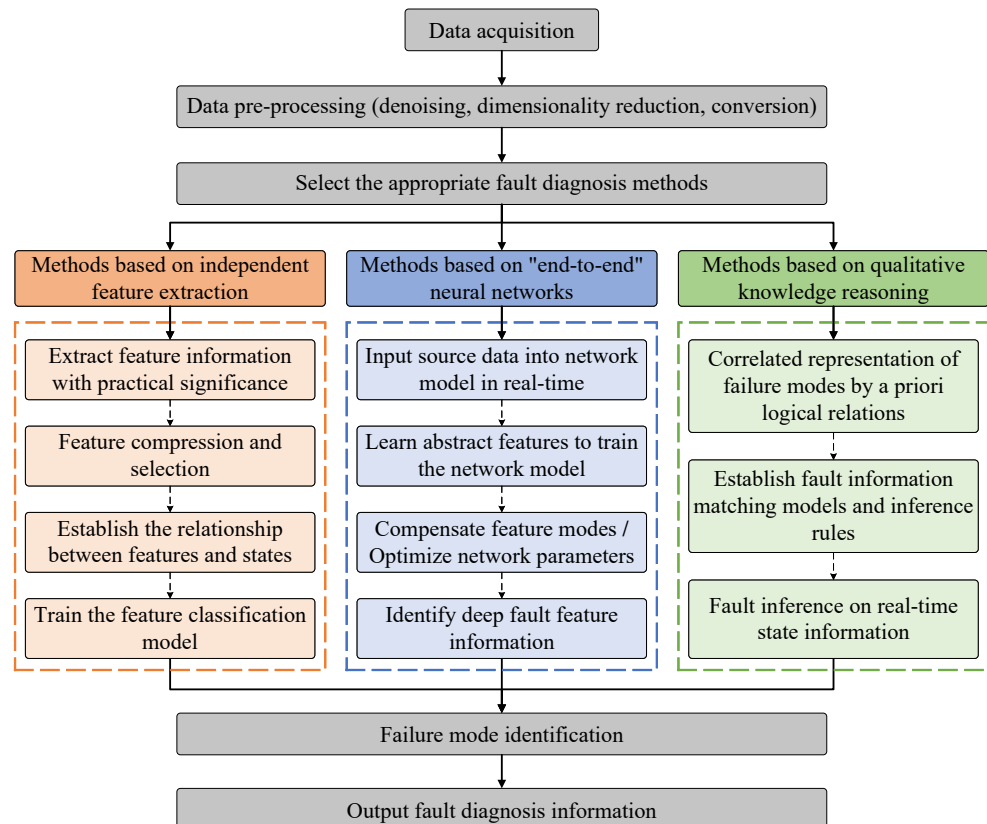 Data acquisition
Data pre-processing (denoising, dimensionality reduction, conversion)
Select the appropriate fault diagnosis methods
Methods based on independent
feature extraction
Extract feature information
with practical significance
Feature compression and
selection
Establish the relationship
between features and states
Train the feature classification
model
Methods based on "end-to-end"
neural networks
Input source data into network
model in real-time
Learn abstract features to train
the network model
Compensate feature modes /
Optimize network parameters
Identify deep fault feature
information
Methods based on qualitative
knowledge reasoning
Correlated representation of
failure modes by a priori
logical relations
Establish fault information
matching models and inference
rules
Fault inference on real-time
state information
Failure mode identification
Output fault diagnosis information